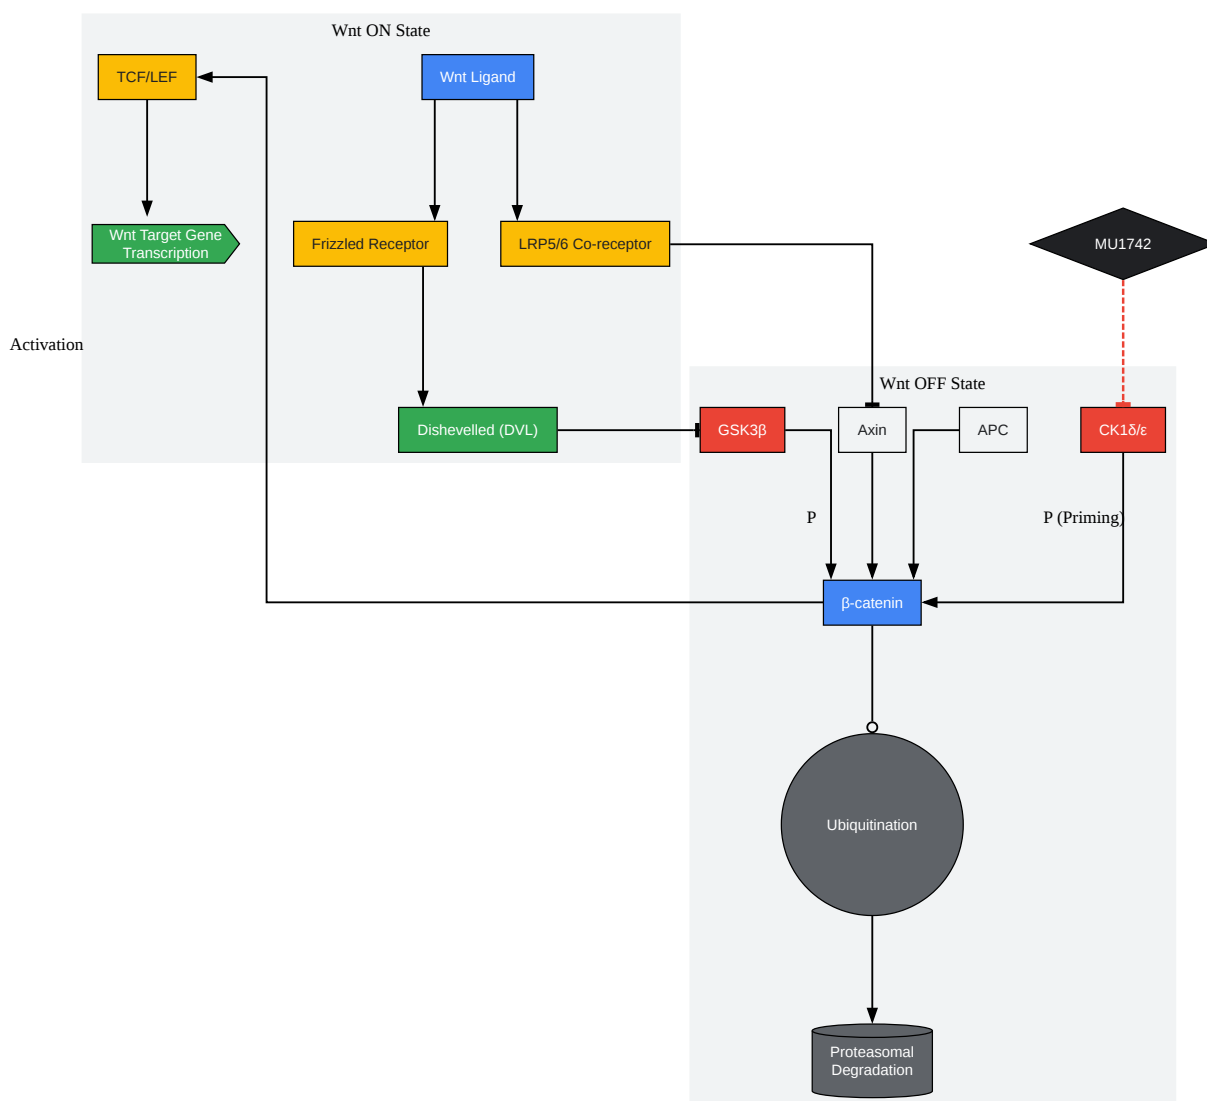 Wnt ON State
TCF/LEF
Wnt Ligand
Wnt Target Gene
Transcription
Frizzled Receptor
LRP5/6 Co-receptor
MU1742
Activation
Wnt OFF State
Dishevelled (DVL)
GSK3β
Axin
APC
CK1δ/ε
P
P (Priming)
β-catenin
Ubiquitination
Proteasomal
Degradation